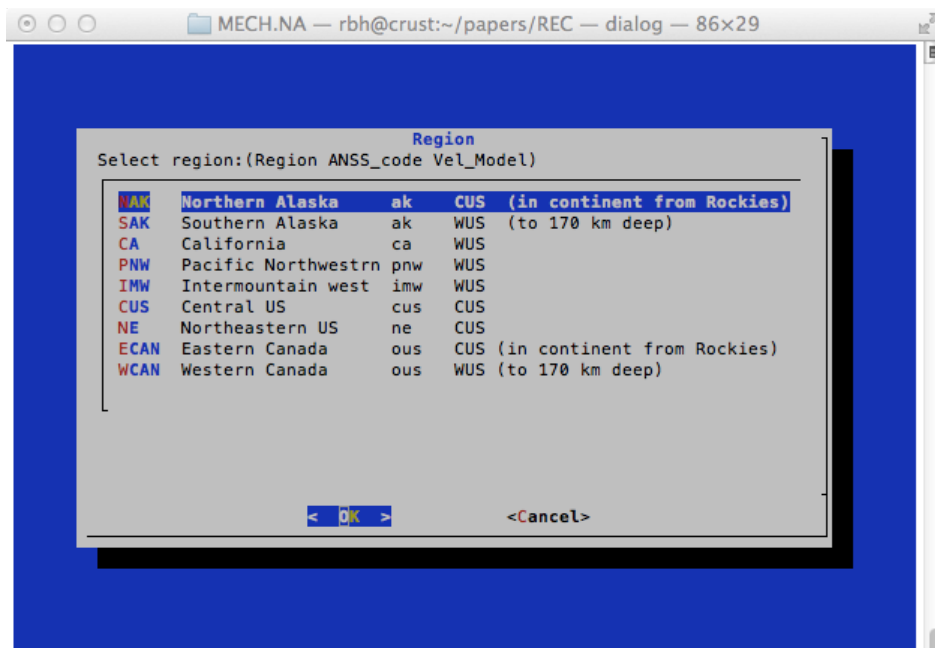 MECH.NA — rbh@crust:~/papers/REC — dialog — 86×29
Region
Select region:(Region ANSS_code Vel_Model)
NAK Northern Alaska ak CUS (in continent from Rockies)
SAK Southern Alaska ak WUS (to 170 km deep)
CA California ca WUS
PNW Pacific Northwestrn pnw WUS
IMW Intermountain west imw WUS
CUS Central US cus CUS
NE Northeastern US ne CUS
ECAN Eastern Canada ous CUS (in continent from Rockies)
WCAN Western Canada ous WUS (to 170 km deep)
< OK > <Cancel>